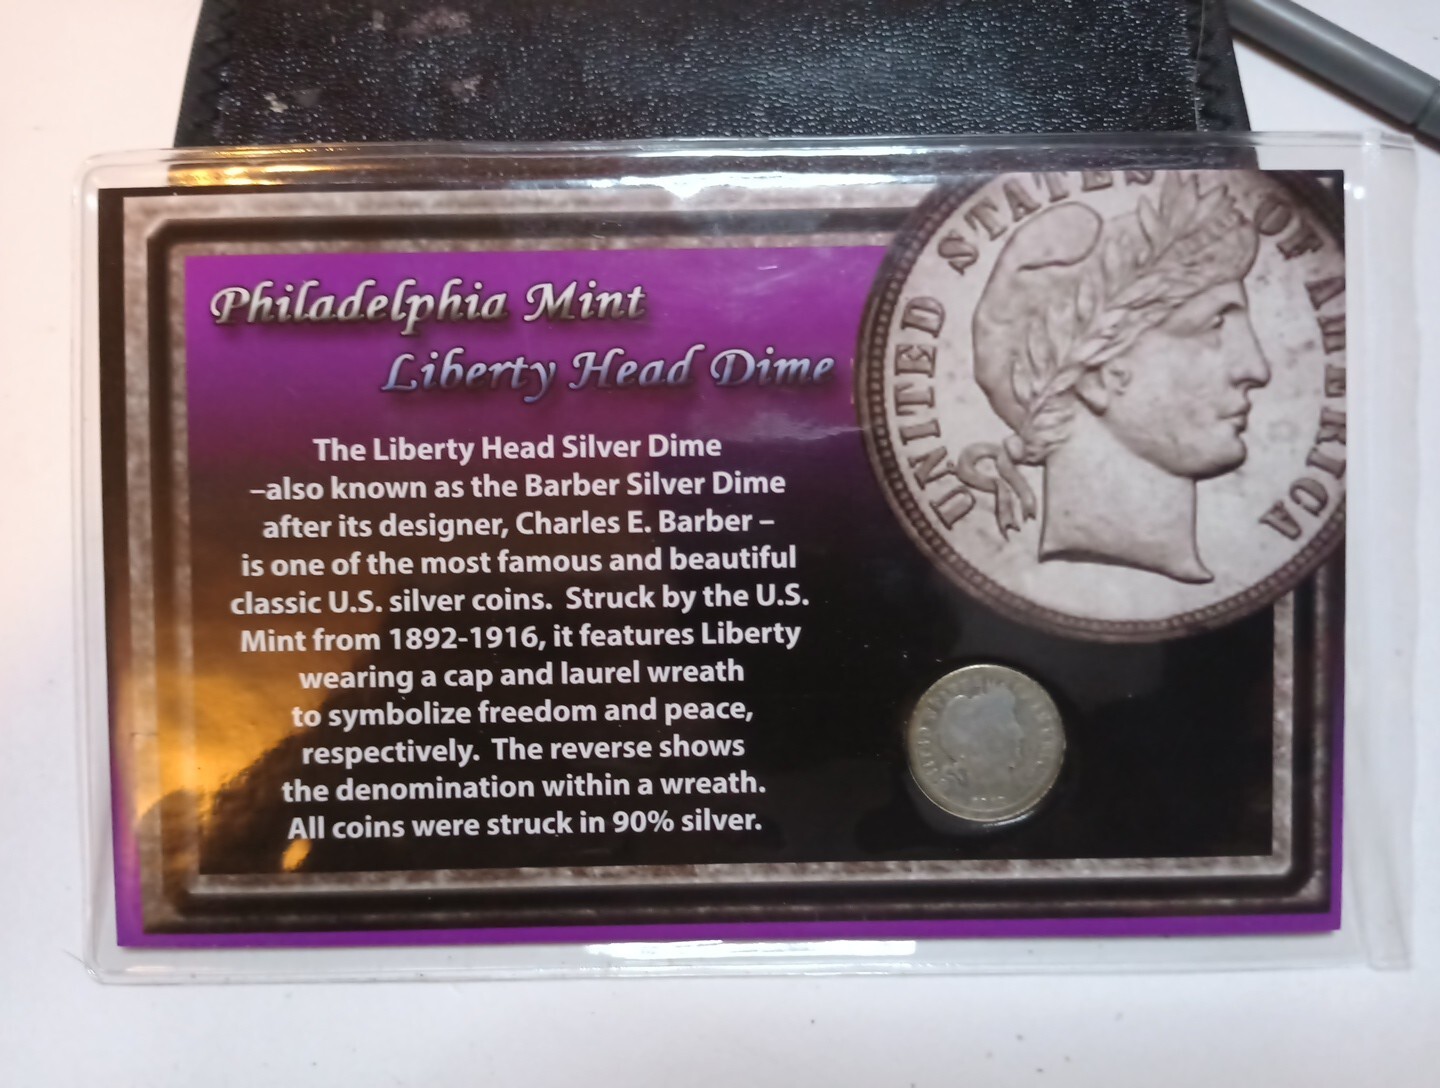 Philadelphia Mint
Liberty Head Dime
The Liberty Head Silver Dime
–also known as the Barber Silver Dime
after its designer, Charles E. Barber –
is one of the most famous and beautiful
classic U.S. silver coins.  Struck by the U.S.
Mint from 1892-1916, it features Liberty
wearing a cap and laurel wreath
to symbolize freedom and peace,
respectively.  The reverse shows
the denomination within a wreath.
All coins were struck in 90% silver.
UNITED STATES OF AMERICA